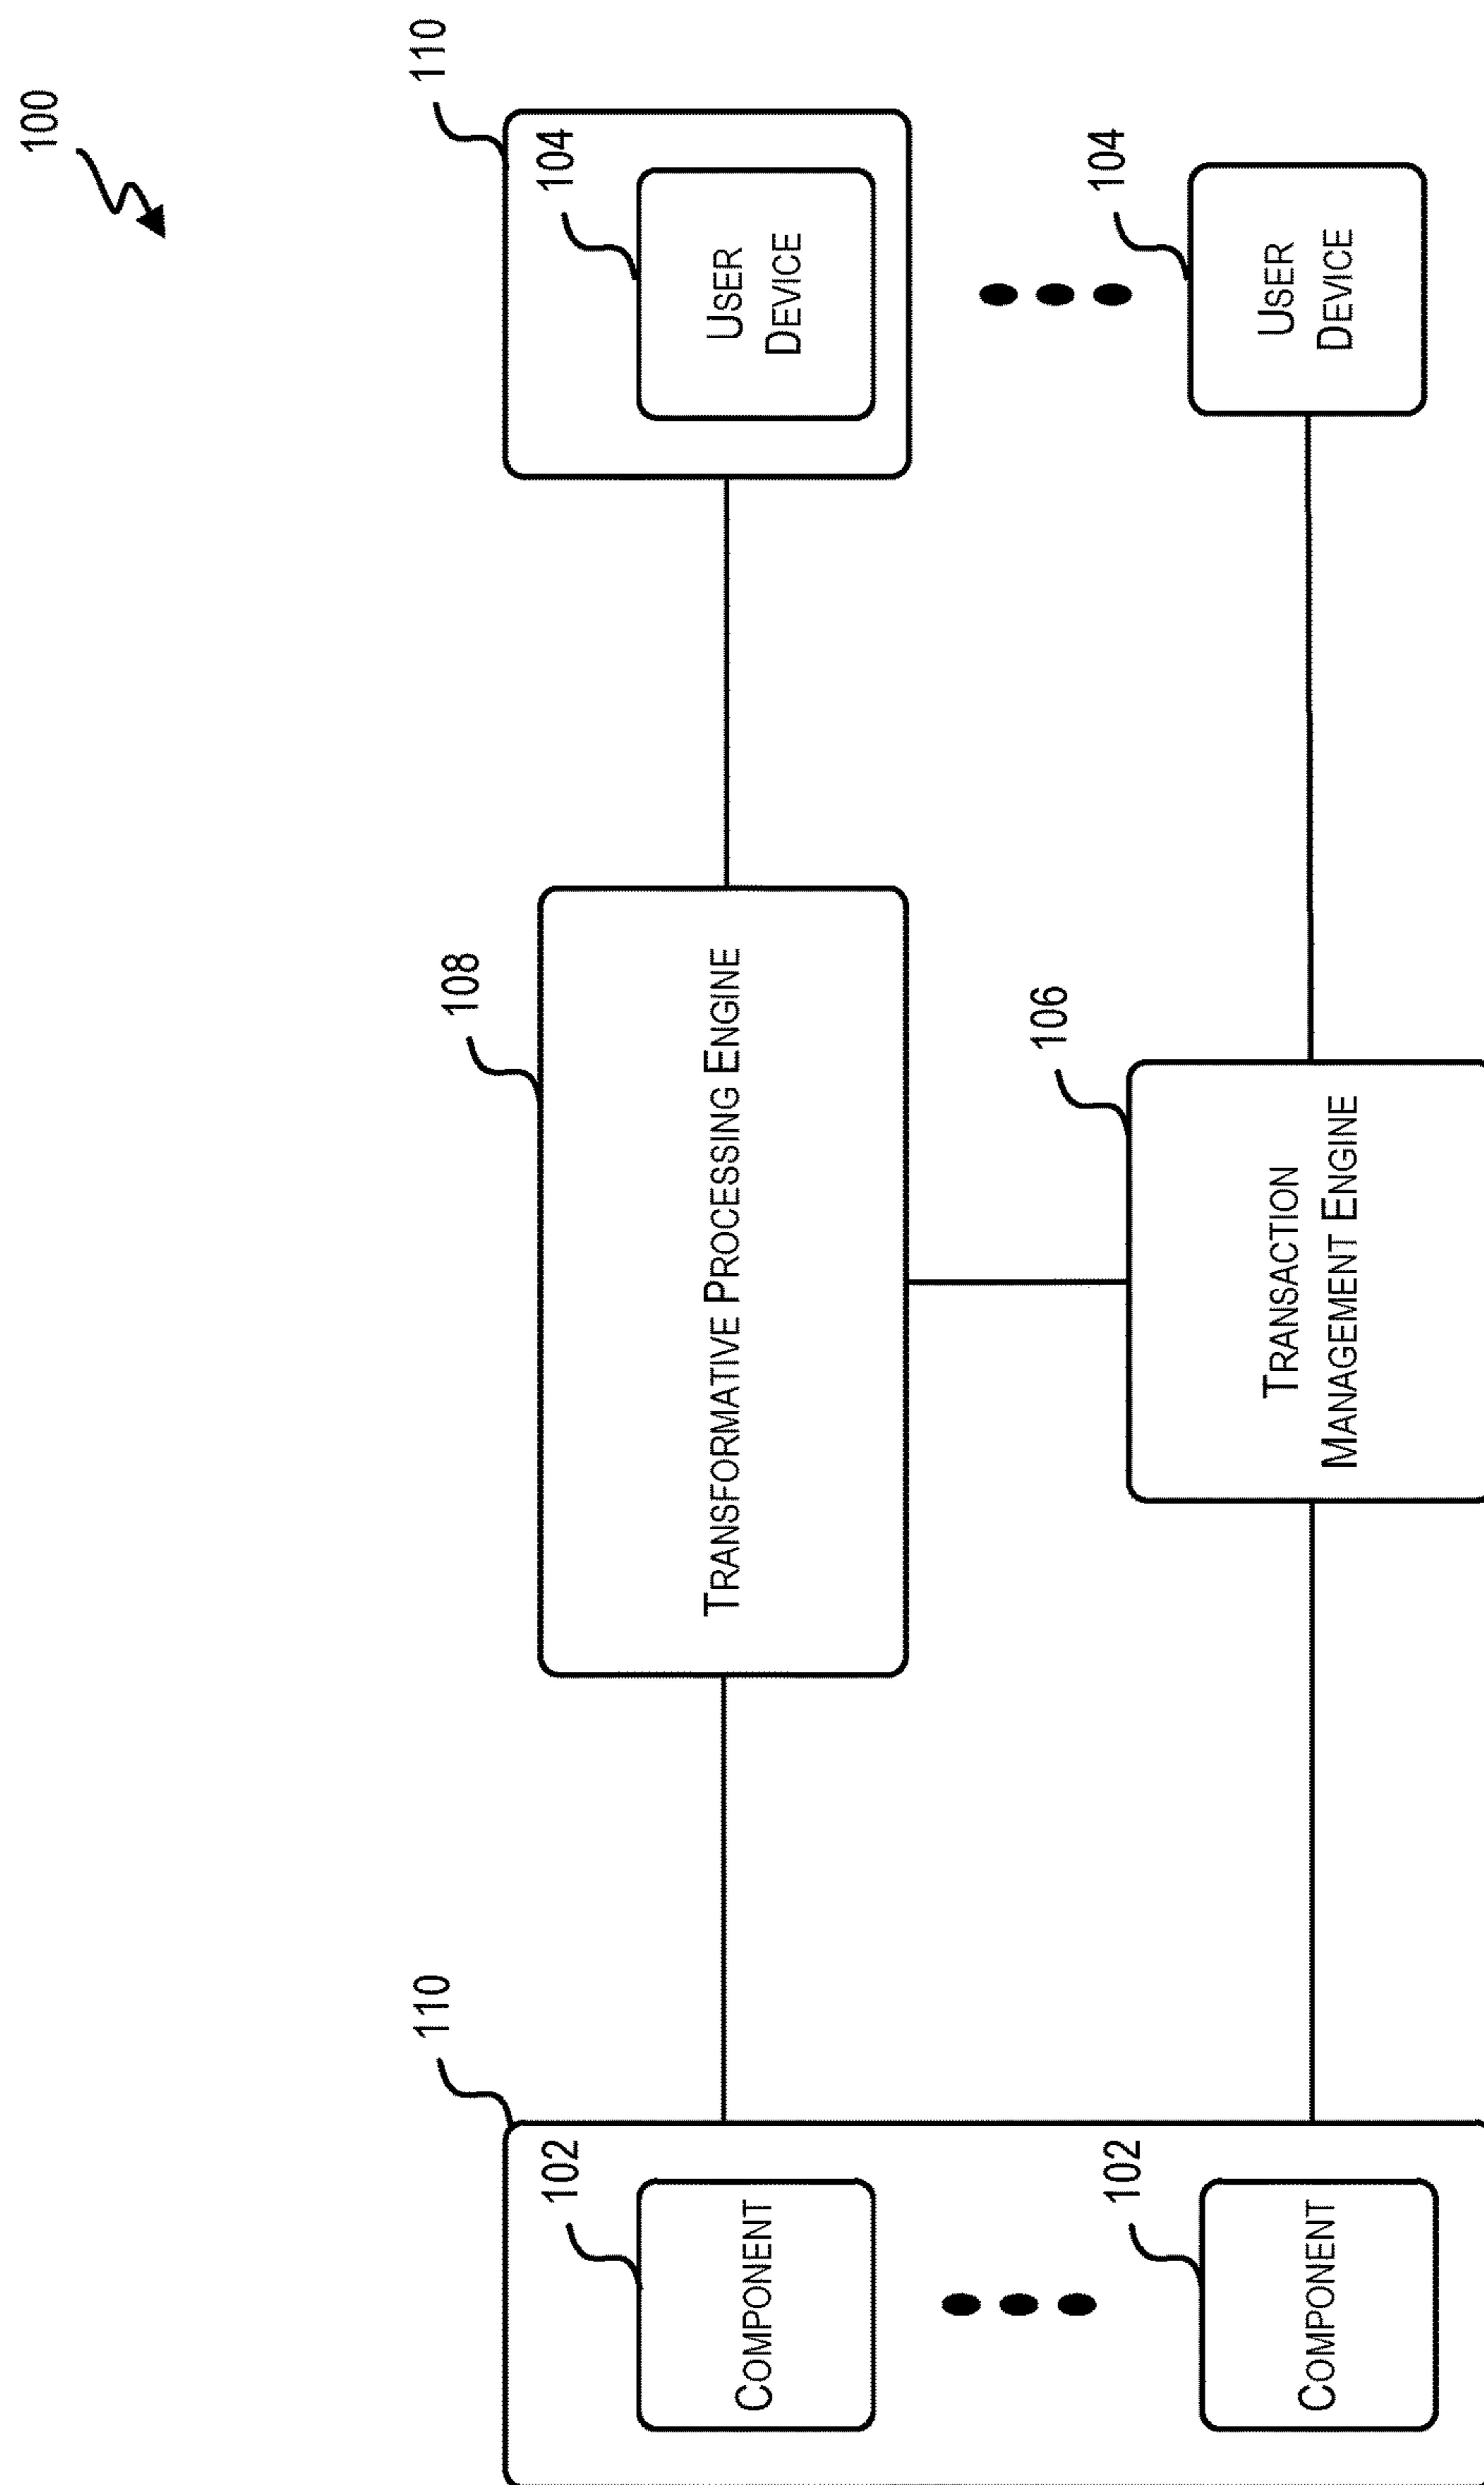 100
110
102
COMPONENT
102
COMPONENT
108
TRANSFORMATIVE PROCESSING ENGINE
106
TRANSACTION
MANAGEMENT ENGINE
110
104
USER
DEVICE
104
USER
DEVICE